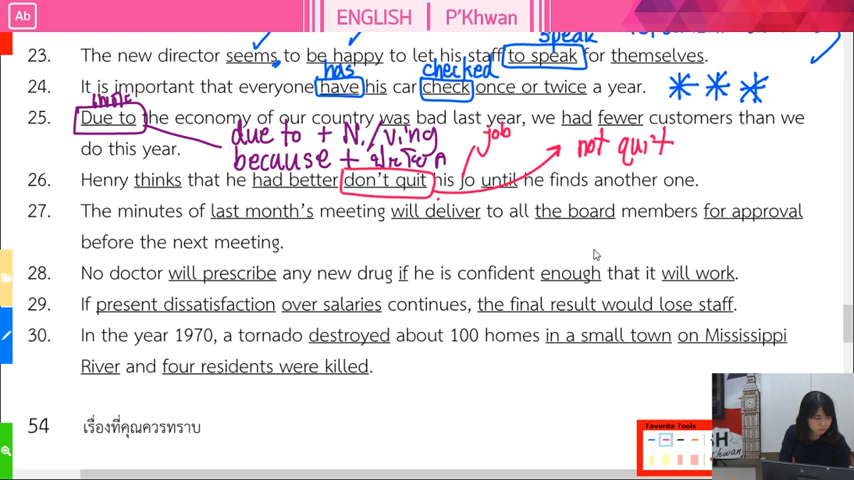 Ab ENGLISH P'Khwan
speak
23. The new director seems to be happy to let his staff to speak for themselves.
has checked
24. It is important that everyone have his car check once or twice a year.
25. Due to the economy of our country was bad last year, we had fewer customers than we
due to + N./Ving job
do this year. because + ประโยค not quit
26. Henry thinks that he had better don't quit his jo until he finds another one.
27. The minutes of last month's meeting will deliver to all the board members for approval
before the next meeting.
28. No doctor will prescribe any new drug if he is confident enough that it will work.
29. If present dissatisfaction over salaries continues, the final result would lose staff.
30. In the year 1970, a tornado destroyed about 100 homes in a small town on Mississippi
River and four residents were killed.
54 เรื่องที่คุณควรทราบ
Favorite Tools